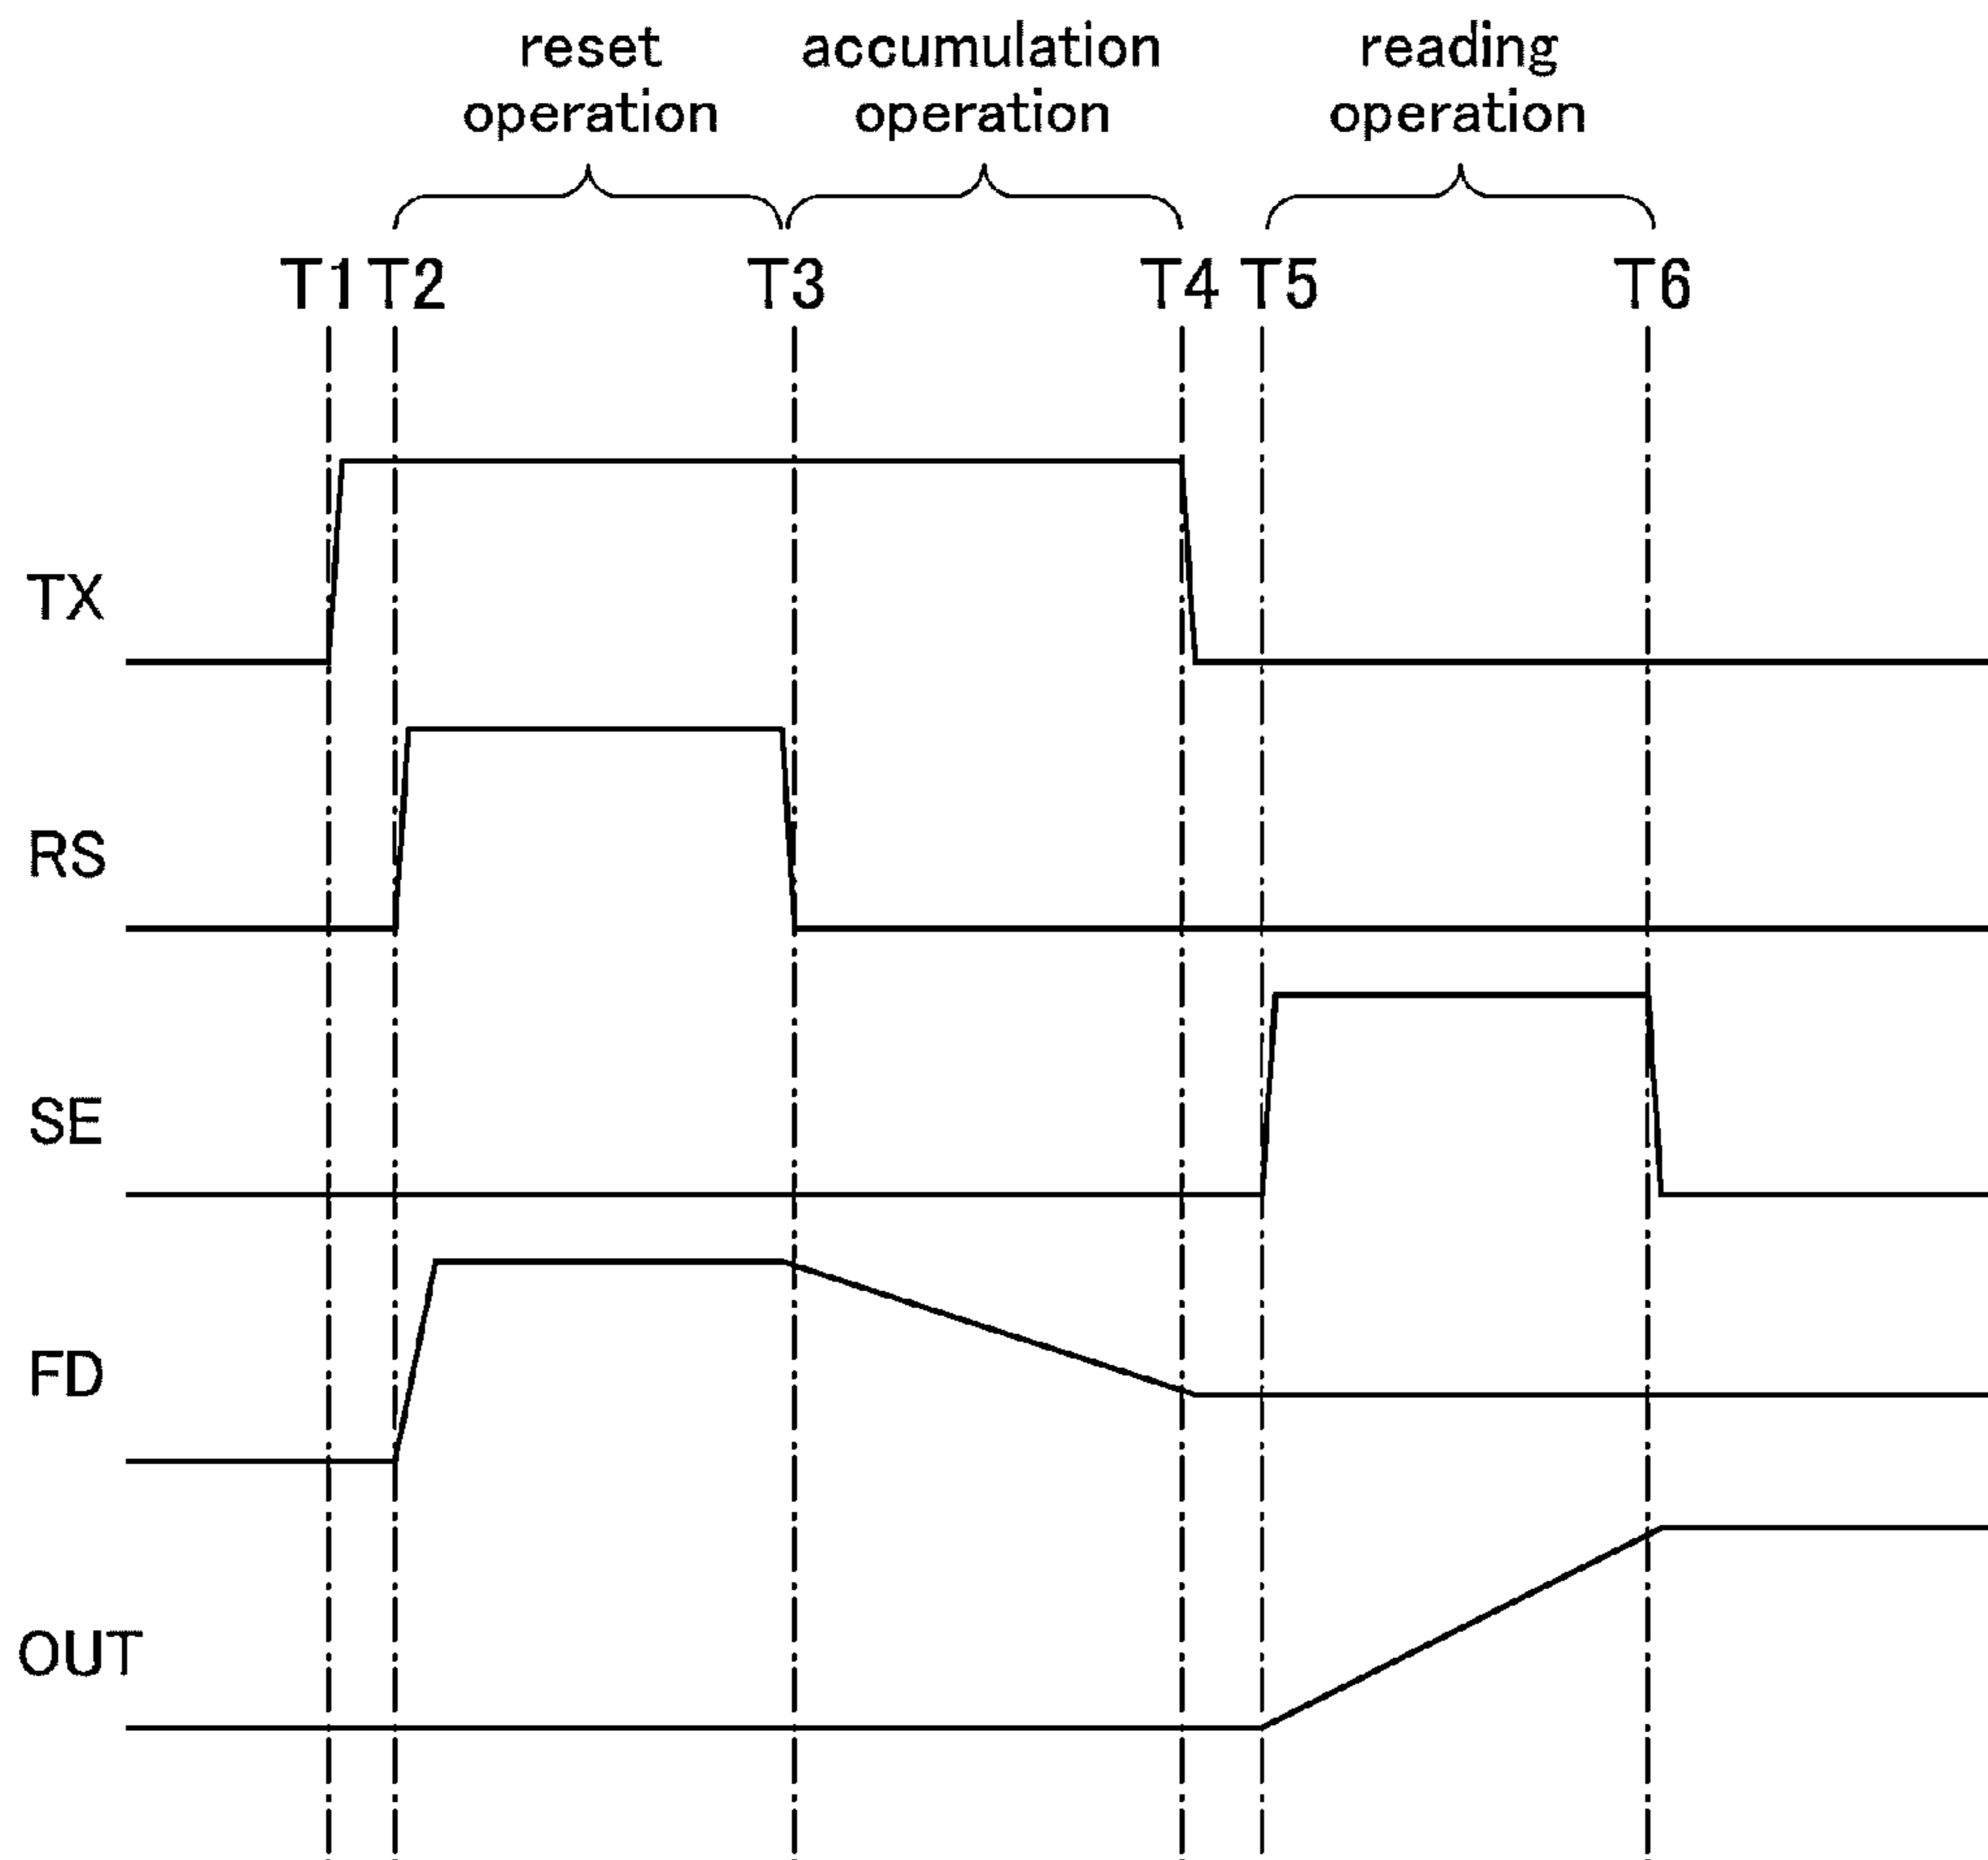 reset
operation
accumulation
operation
reading
operation
T1 T2 T3 T4 T5 T6
TX
RS
SE
FD
OUT